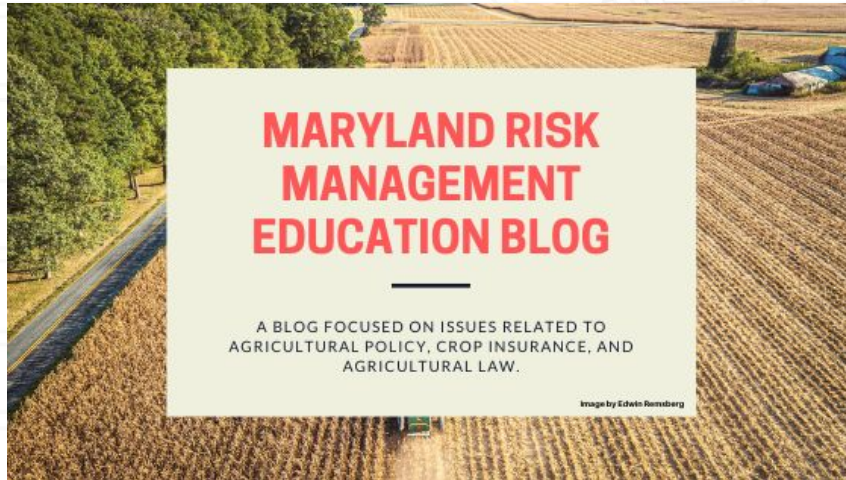 MARYLAND RISK
MANAGEMENT
EDUCATION BLOG
A BLOG FOCUSED ON ISSUES RELATED TO
AGRICULTURAL POLICY, CROP INSURANCE, AND
AGRICULTURAL LAW.
Image by Edwin Remsberg